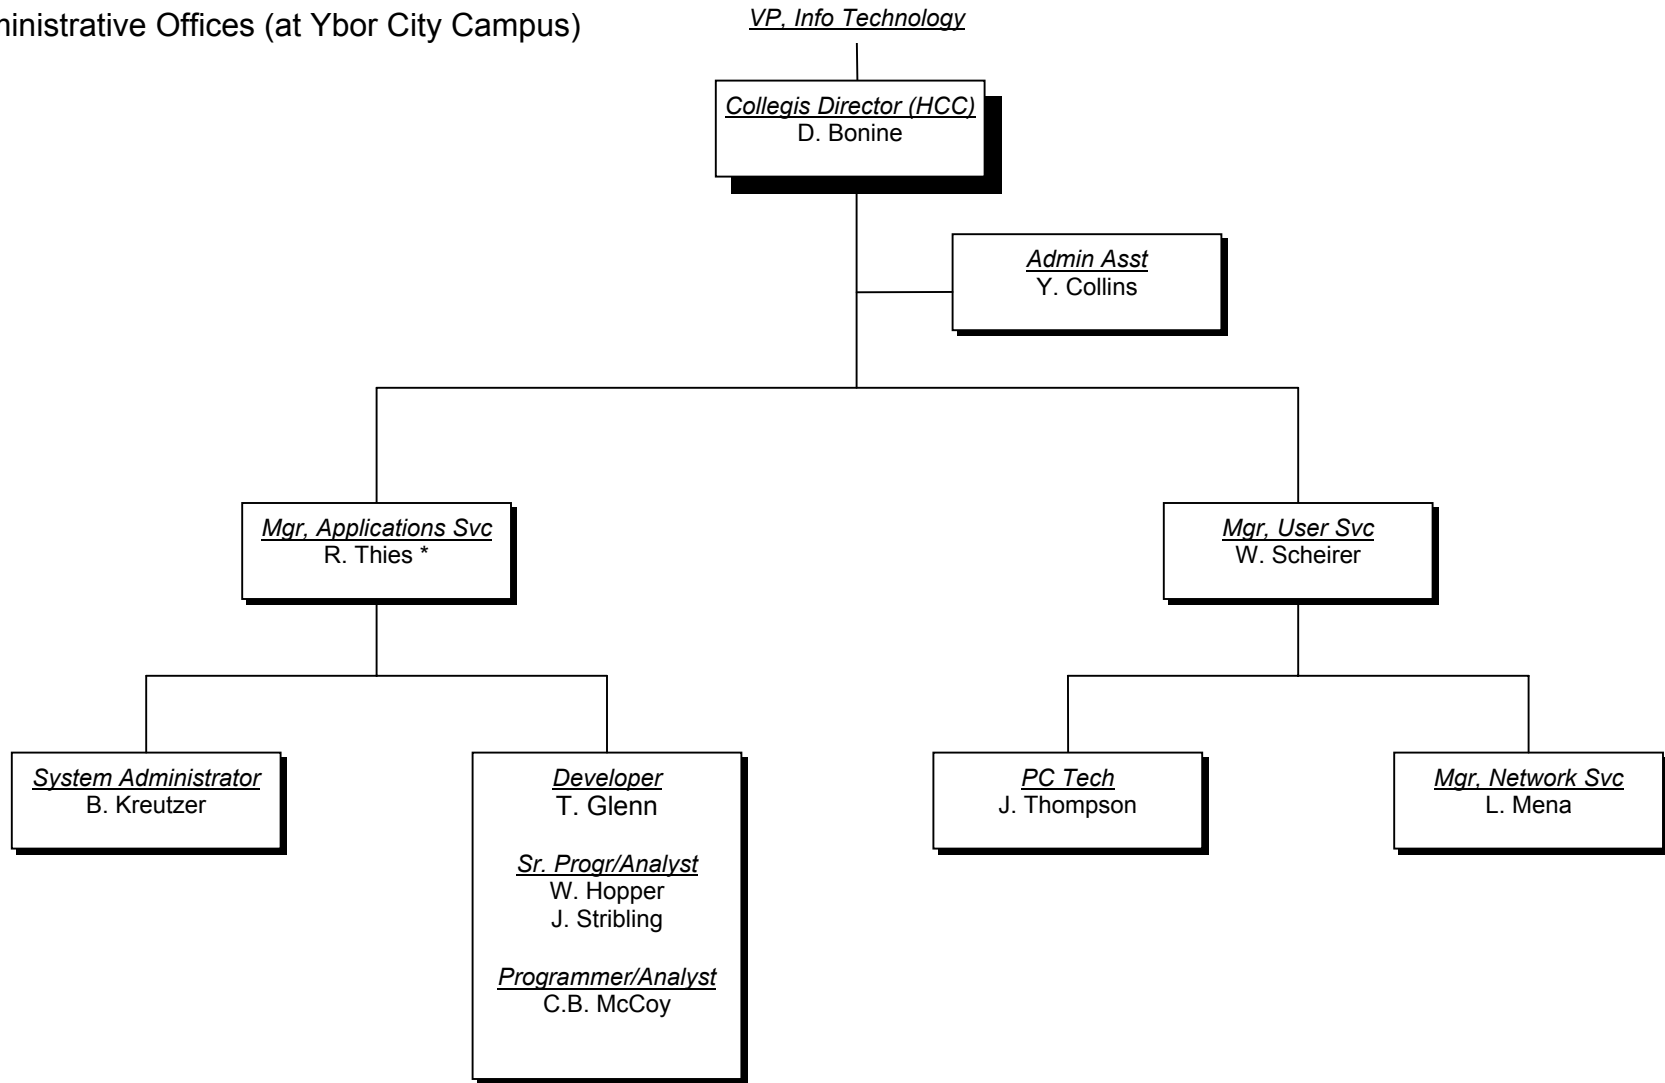 ministrative Offices (at Ybor City Campus)
VP, Info Technology
Collegis Director (HCC)
D. Bonine
Admin Asst
Y. Collins
Mgr, Applications Svc
R. Thies *
Mgr, User Svc
W. Scheirer
System Administrator
B. Kreutzer
Developer
T. Glenn
Sr. Progr/Analyst
W. Hopper
J. Stribling
Programmer/Analyst
C.B. McCoy
PC Tech
J. Thompson
Mgr, Network Svc
L. Mena